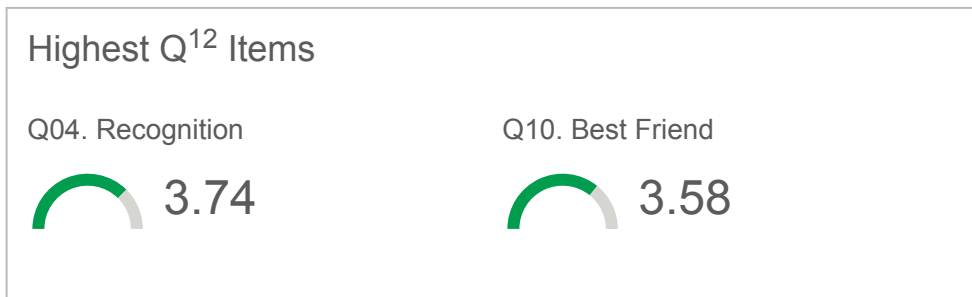 Highest Q¹² Items
Q04. Recognition
3.74
Q10. Best Friend
3.58